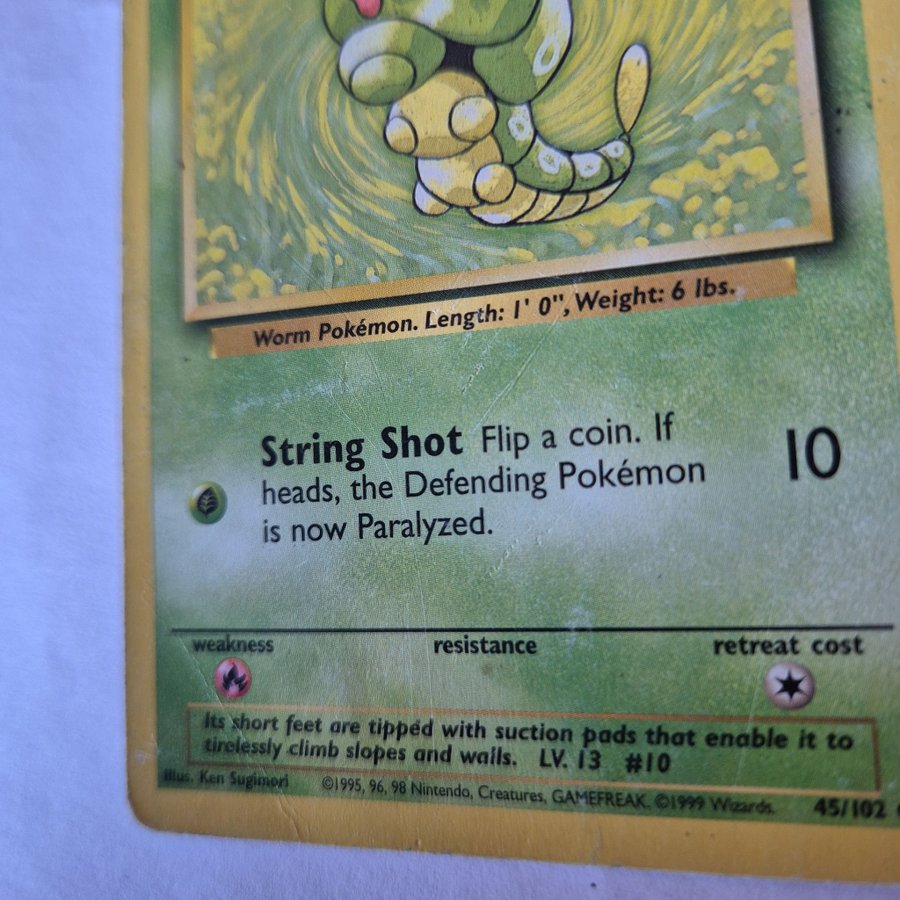 Worm Pokémon. Length: 1' 0", Weight: 6 lbs.
String Shot Flip a coin. If
heads, the Defending Pokémon
is now Paralyzed.
10
weakness resistance retreat cost
Its short feet are tipped with suction pads that enable it to
tirelessly climb slopes and walls. LV. 13 #10
Illus. Ken Sugimori ©1995, 96, 98 Nintendo, Creatures, GAMEFREAK. ©1999 Wizards. 45/102